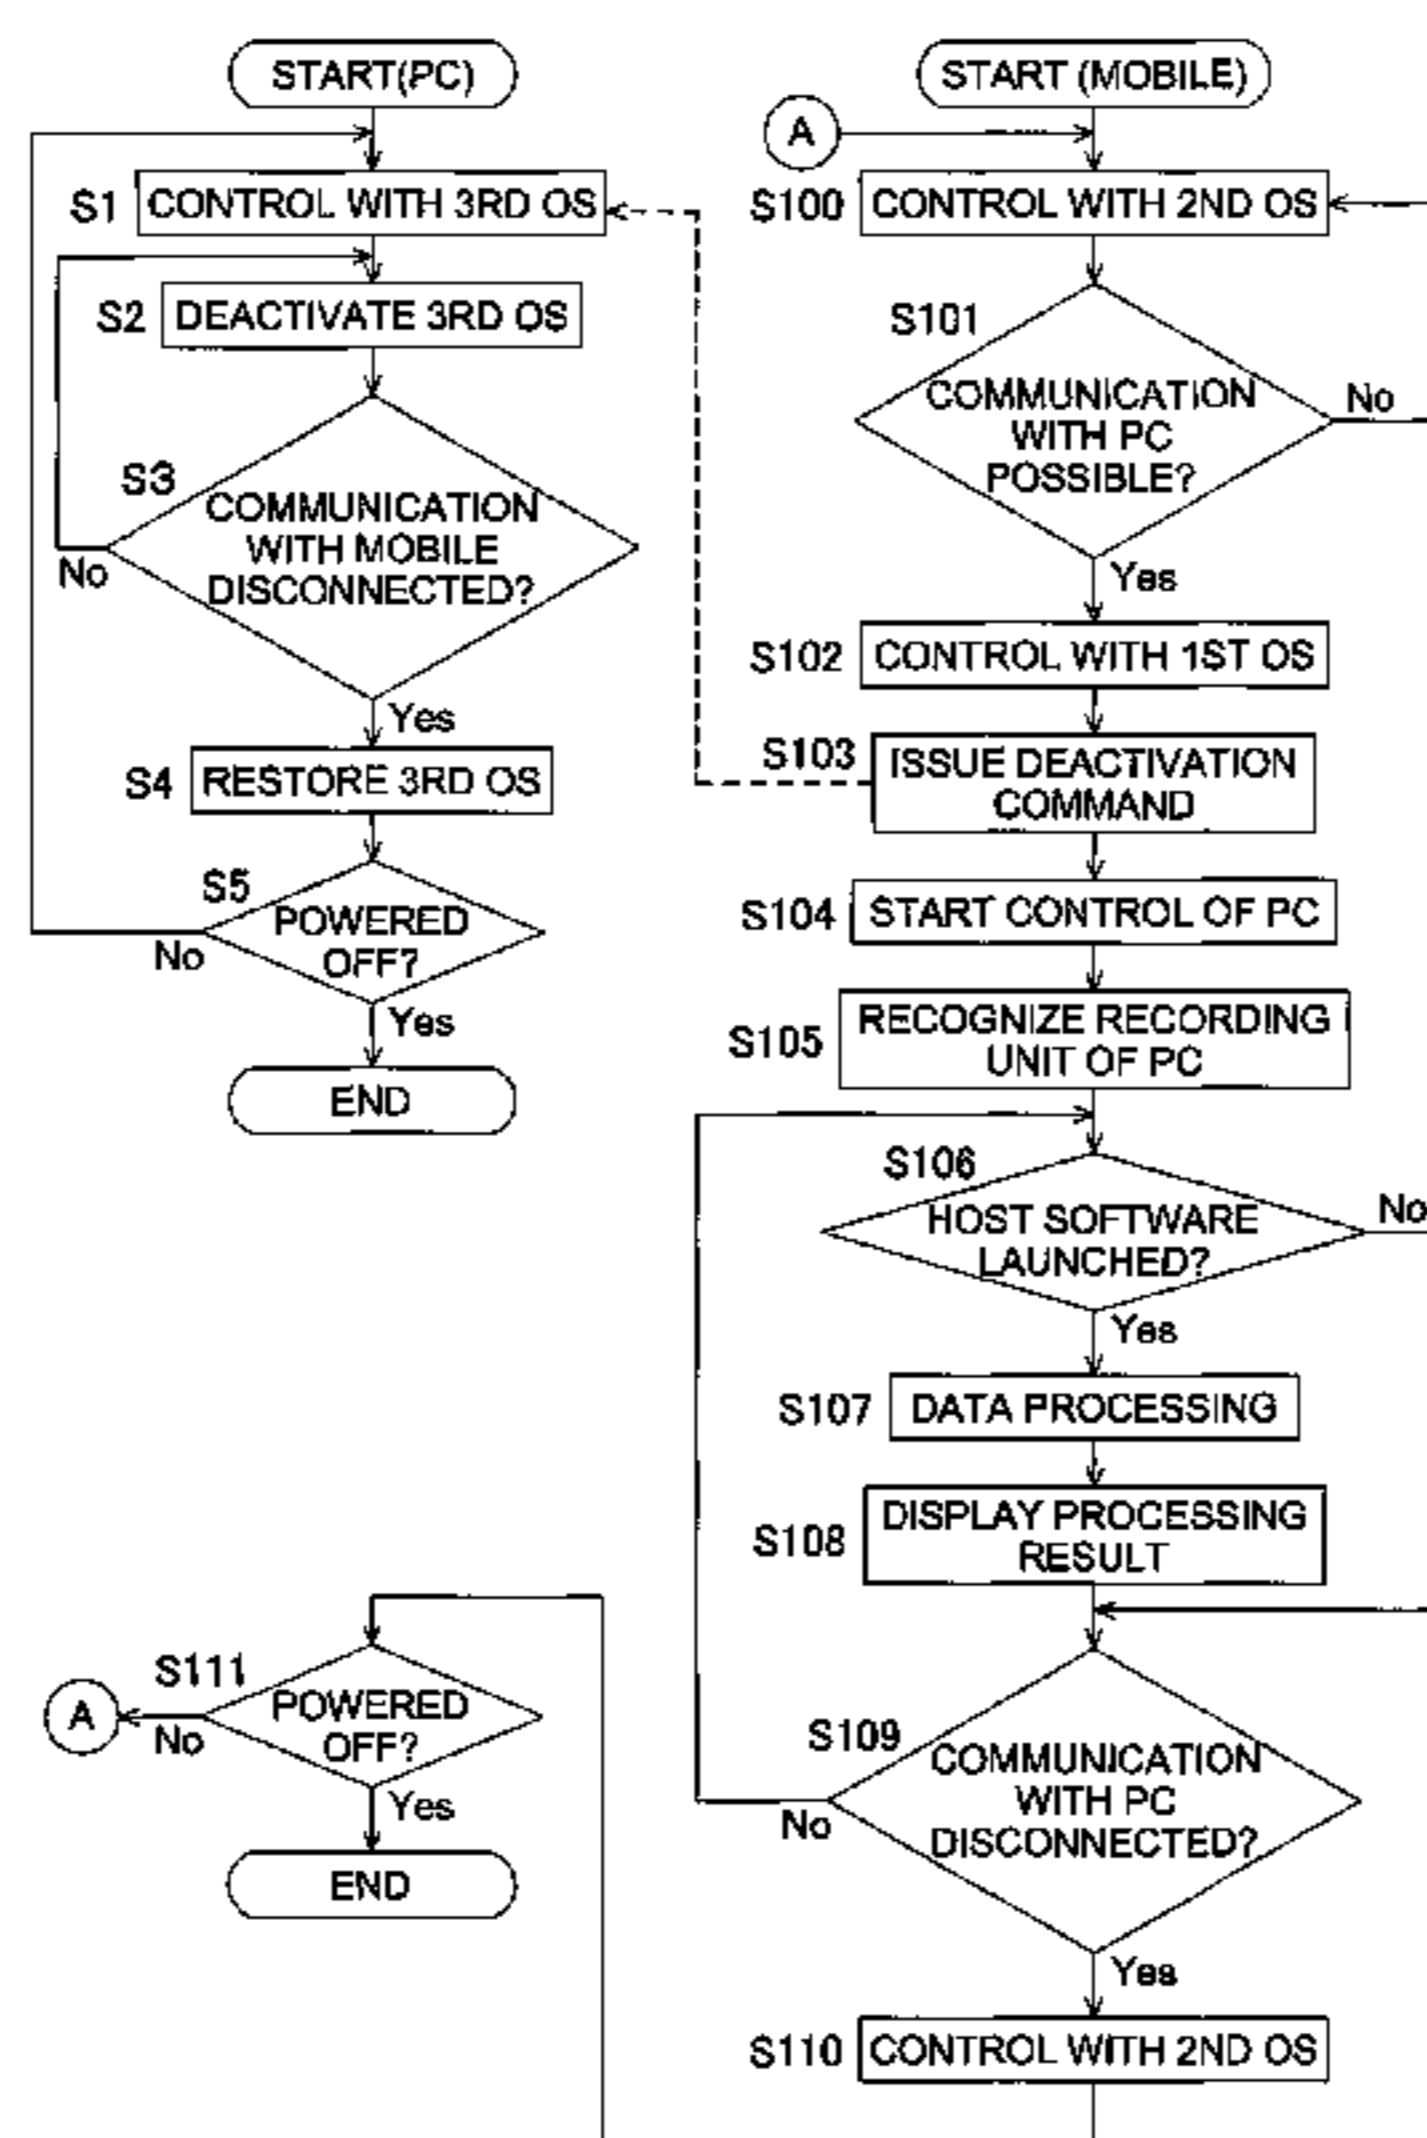 START(PC)
S1
CONTROL WITH 3RD OS
S2
DEACTIVATE 3RD OS
S3
COMMUNICATION
WITH MOBILE
DISCONNECTED?
No
Yes
S4
RESTORE 3RD OS
S5
POWERED
OFF?
No
Yes
END
START (MOBILE)
A
S100
CONTROL WITH 2ND OS
S101
COMMUNICATION
WITH PC
POSSIBLE?
No
Yes
S102
CONTROL WITH 1ST OS
S103
ISSUE DEACTIVATION
COMMAND
S104
START CONTROL OF PC
S105
RECOGNIZE RECORDING
UNIT OF PC
S106
HOST SOFTWARE
LAUNCHED?
No
Yes
S107
DATA PROCESSING
S108
DISPLAY PROCESSING
RESULT
S109
COMMUNICATION
WITH PC
DISCONNECTED?
No
Yes
S110
CONTROL WITH 2ND OS
S111
POWERED
OFF?
A
No
Yes
END